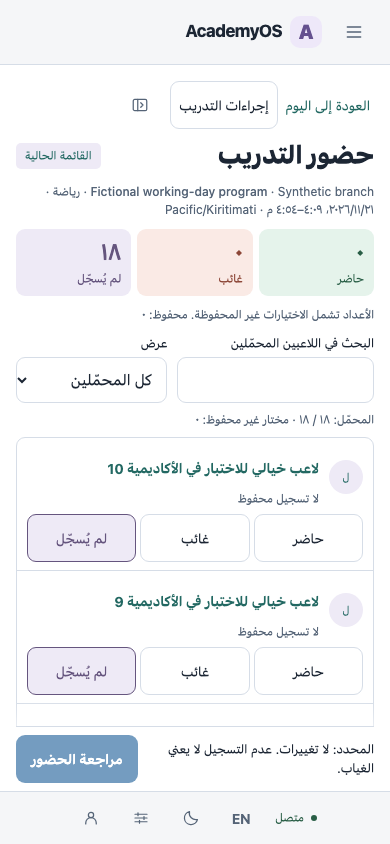 A AcademyOS
العودة إلى اليوم
إجراءات التدريب
حضور التدريب
القائمة الحالية
Fictional working-day program · Synthetic branch · رياضة ·
٢٠٢٦/١١/٢١، ٤:٠٩–٤:٥٤ م · Pacific/Kiritimati
٠
حاضر
٠
غائب
١٨
لم يُسجّل
الأعداد تشمل الاختيارات غير المحفوظة. محفوظ: ٠
البحث في اللاعبين المحمّلين
عرض
كل المحمّلين
المحمّل: ١٨ / ١٨ · مختار غير محفوظ: ٠
ل
لاعب خيالي للاختبار في الأكاديمية 10
لا تسجيل محفوظ
حاضر
غائب
لم يُسجّل
ل
لاعب خيالي للاختبار في الأكاديمية 9
لا تسجيل محفوظ
حاضر
غائب
لم يُسجّل
المحدد: لا تغييرات. عدم التسجيل لا يعني
الغياب.
مراجعة الحضور
متصل
EN